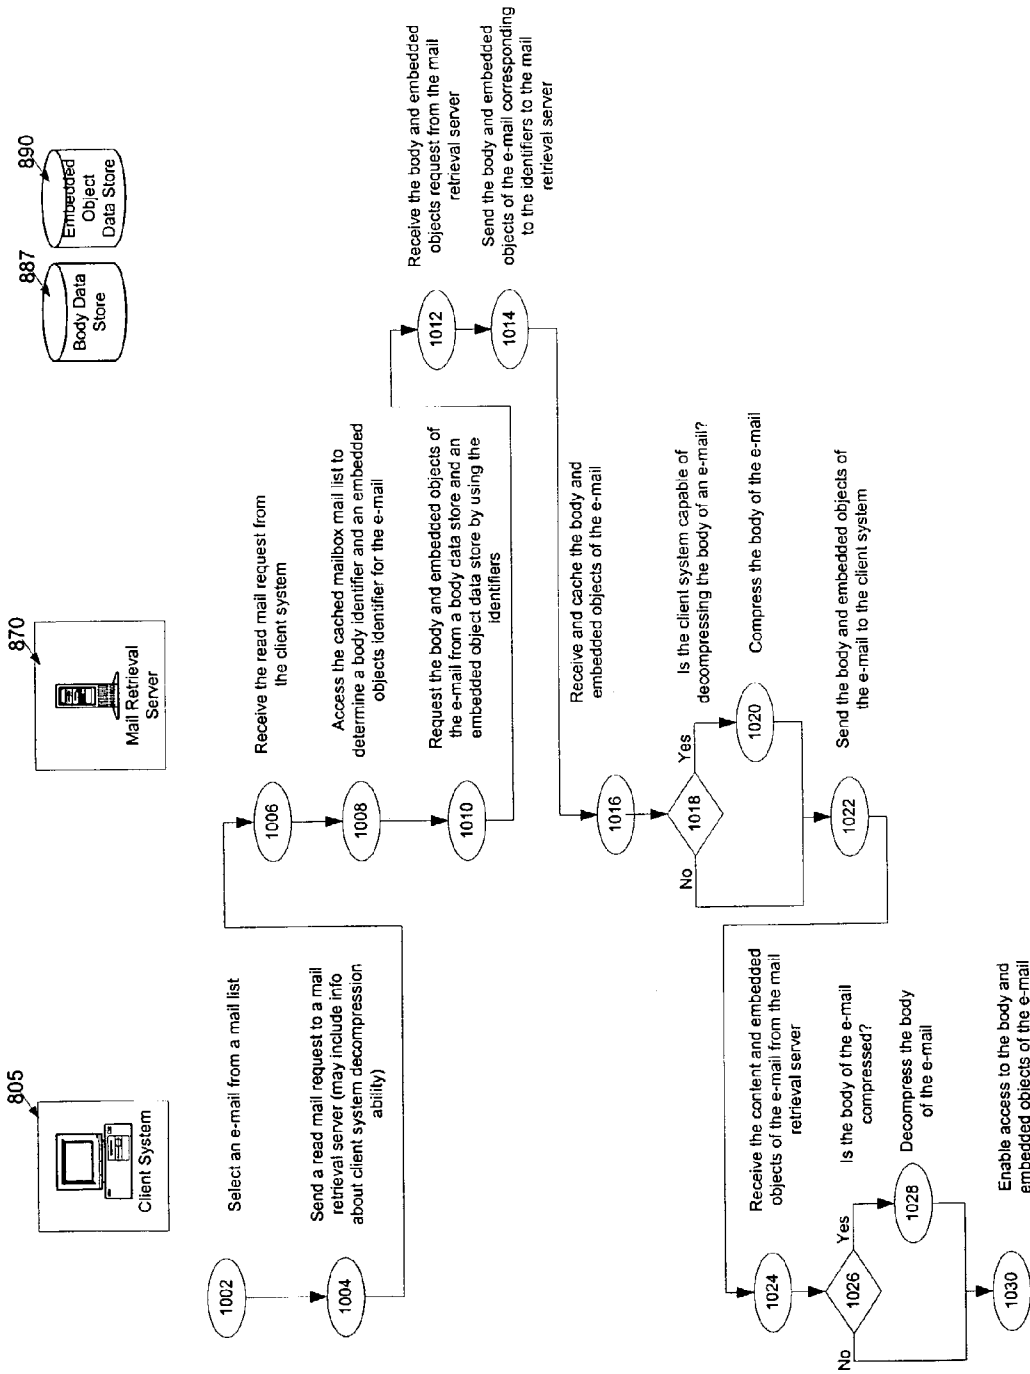 805
Client System
870
Mail Retrieval
Server
887
Body Data
Store
890
Embedded
Object
Data Store
1002
Select an e-mail from a mail list
1004
Send a read mail request to a mail
retrieval server (may include info
about client system decompression
ability)
1006
Receive the read mail request from
the client system
1008
Access the cached mailbox mail list to
determine a body identifier and an embedded
objects identifier for the e-mail
1010
Request the body and embedded objects of
the e-mail from a body data store and an
embedded object data store by using the
identifiers
1012
Receive the body and embedded
objects request from the mail
retrieval server
1014
Send the body and embedded
objects of the e-mail corresponding
to the identifiers to the mail
retrieval server
1016
Receive and cache the body and
embedded objects of the e-mail
1018
Is the client system capable of
decompressing the body of an e-mail?
No
Yes
1020
Compress the body of the e-mail
1022
Send the body and embedded objects of
the e-mail to the client system
1024
Receive the content and embedded
objects of the e-mail from the mail
retrieval server
1026
Is the body of the e-mail
compressed?
No
Yes
1028
Decompress the body
of the e-mail
1030
Enable access to the body and
embedded objects of the e-mail